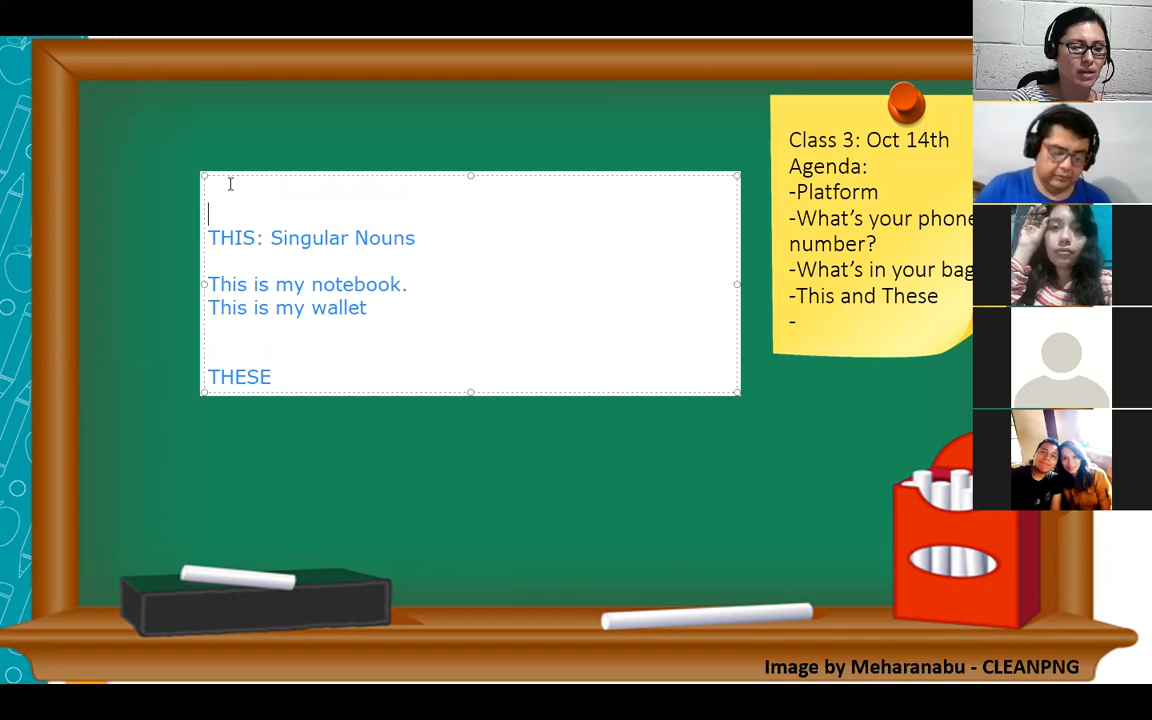 THIS: Singular Nouns
This is my notebook.
This is my wallet
THESE
Class 3: Oct 14th
Agenda:
-Platform
-What's your phone
number?
-What's in your bag
-This and These
-
Image by Meharanabu - CLEANPNG